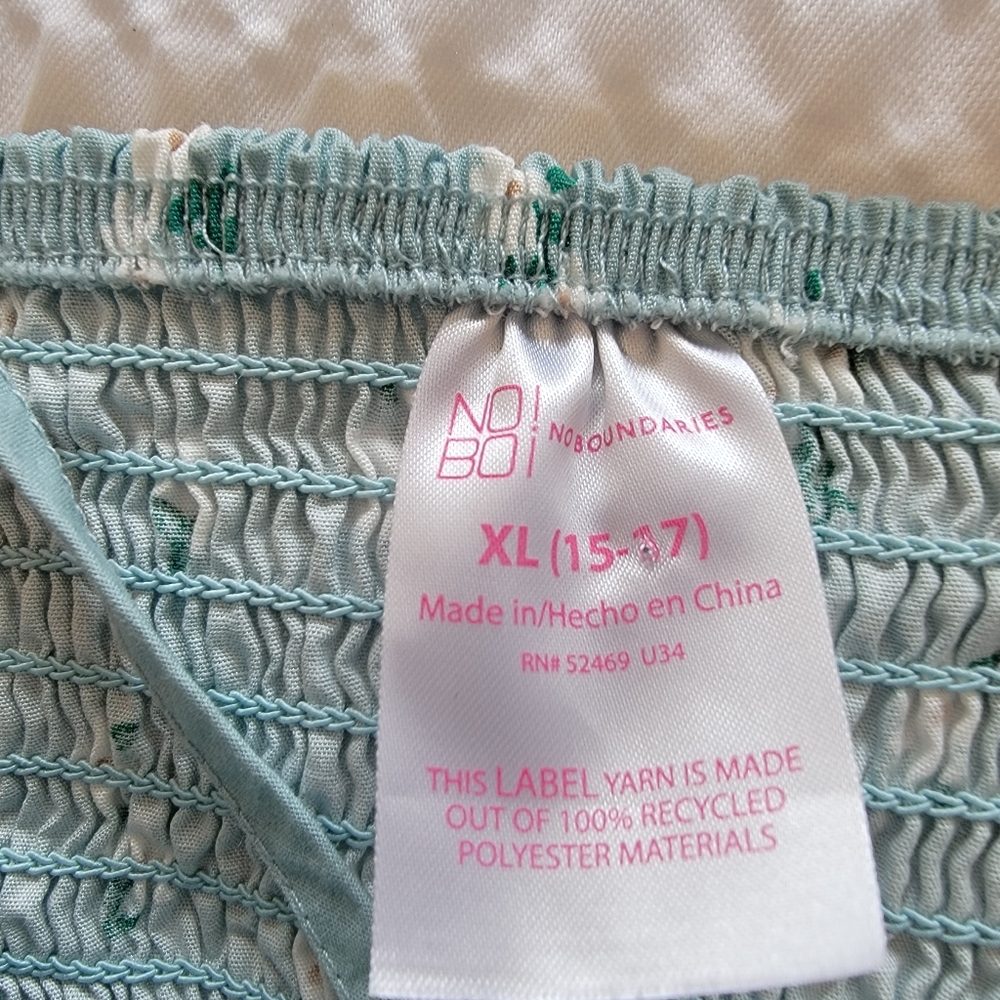 NO!
BO!
NOBOUNDARIES
XL (15-17)
Made in/Hecho en China
RN# 52469 U34
THIS LABEL YARN IS MADE
OUT OF 100% RECYCLED
POLYESTER MATERIALS